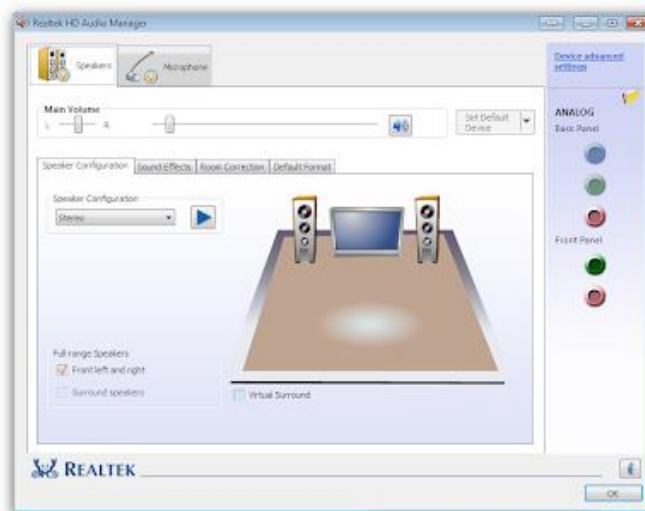 Realtek HD Audio Manager
Speakers
Microphone
Device advanced settings
Main Volume
L
R
Set Default Device
ANALOG
Back Panel
Speaker Configuration
Sound Effects
Room Correction
Default Format
Speaker Configuration
Stereo
Front Panel
Full-range Speakers
Front left and right
Surround speakers
Virtual Surround
REALTEK
i
OK